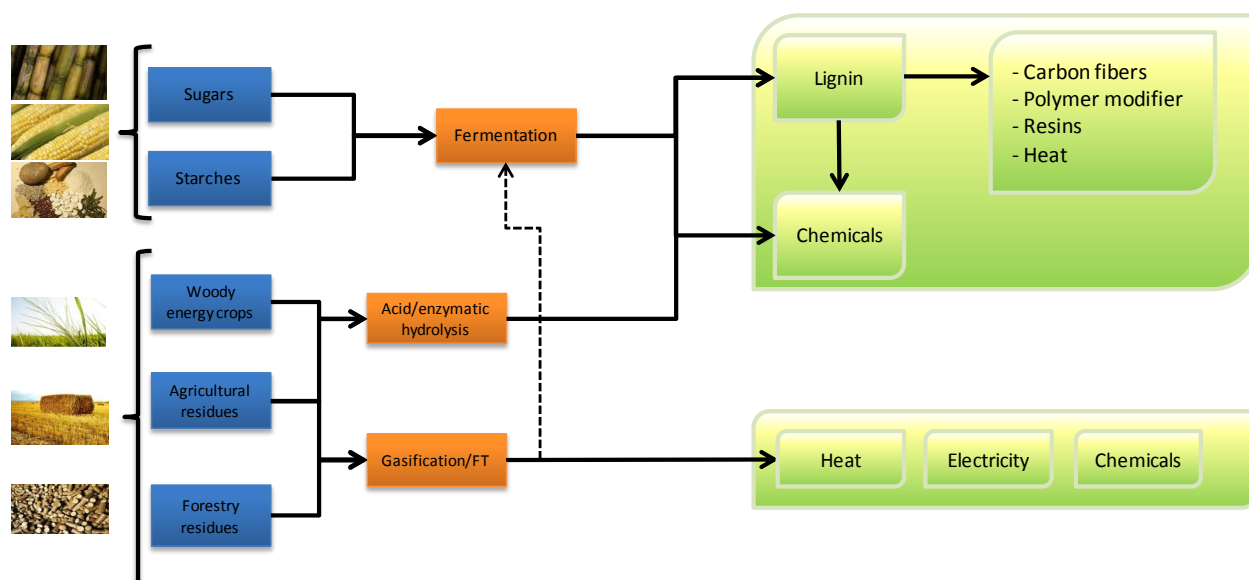 Sugars
Starches
Fermentation
Lignin
- Carbon fibers
- Polymer modifier
- Resins
- Heat
Chemicals
Woody
energy crops
Agricultural
residues
Forestry
residues
Acid/enzymatic
hydrolysis
Gasification/FT
Heat
Electricity
Chemicals